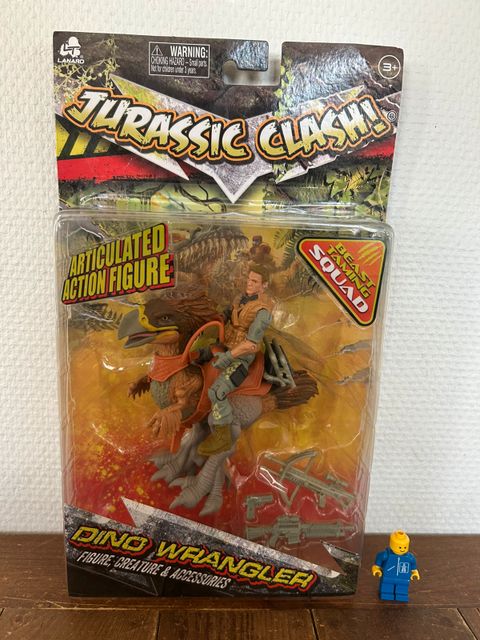 LANARD
WARNING:
CHOKING HAZARD – Small parts
Not for children under 3 years.
3+
JURASSIC CLASH!
®
ARTICULATED
ACTION FIGURE
BEAST
TAMING
SQUAD
DINO WRANGLER
FIGURE, CREATURE & ACCESSORIES